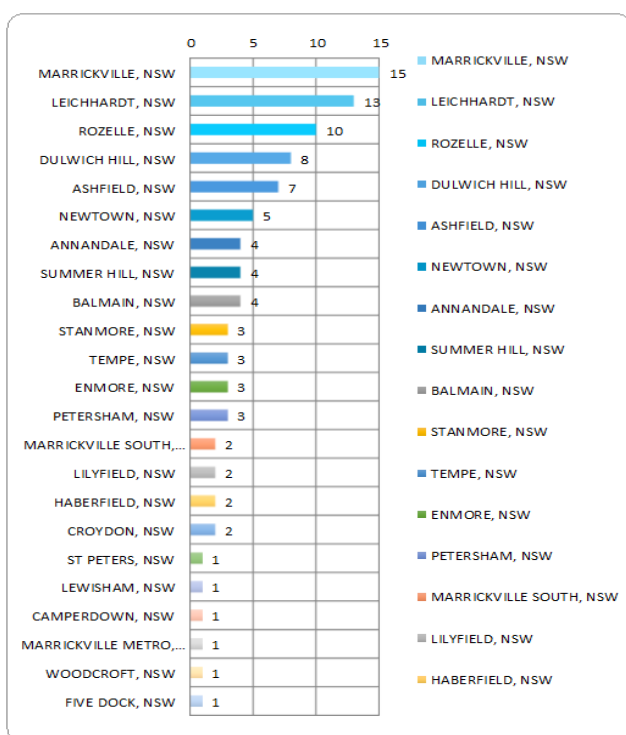 0 5 10 15
MARRICKVILLE, NSW 15
LEICHHARDT, NSW 13
ROZELLE, NSW 10
DULWICH HILL, NSW 8
ASHFIELD, NSW 7
NEWTOWN, NSW 5
ANNANDALE, NSW 4
SUMMER HILL, NSW 4
BALMAIN, NSW 4
STANMORE, NSW 3
TEMPE, NSW 3
ENMORE, NSW 3
PETERSHAM, NSW 3
MARRICKVILLE SOUTH,... 2
LILYFIELD, NSW 2
HABERFIELD, NSW 2
CROYDON, NSW 2
ST PETERS, NSW 1
LEWISHAM, NSW 1
CAMPERDOWN, NSW 1
MARRICKVILLE METRO,... 1
WOODCROFT, NSW 1
FIVE DOCK, NSW 1
MARRICKVILLE, NSW
LEICHHARDT, NSW
ROZELLE, NSW
DULWICH HILL, NSW
ASHFIELD, NSW
NEWTOWN, NSW
ANNANDALE, NSW
SUMMER HILL, NSW
BALMAIN, NSW
STANMORE, NSW
TEMPE, NSW
ENMORE, NSW
PETERSHAM, NSW
MARRICKVILLE SOUTH, NSW
LILYFIELD, NSW
HABERFIELD, NSW